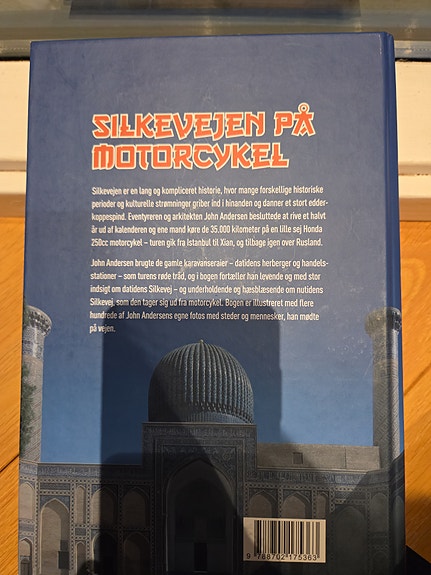 SILKEVEJEN PÅ
MOTORCYKEL
Silkevejen er en lang og kompliceret historie, hvor mange forskellige historiske
perioder og kulturelle strømninger griber ind i hinanden og danner et stort edder-
koppespind. Eventyreren og arkitekten John Andersen besluttede at rive et halvt
år ud af kalenderen og ene mand køre de 35.000 kilometer på en lille sej Honda
250cc motorcykel – turen gik fra Istanbul til Xian, og tilbage igen over Rusland.
John Andersen brugte de gamle karavanseraier – datidens herberger og handels-
stationer – som turens røde tråd, og i bogen fortæller han levende og med stor
indsigt om datidens Silkevej – og underholdende og hæsblæsende om nutidens
Silkevej, som den tager sig ud fra motorcykel. Bogen er illustreret med flere
hundrede af John Andersens egne fotos med steder og mennesker, han mødte
på vejen.
9 788702 175363